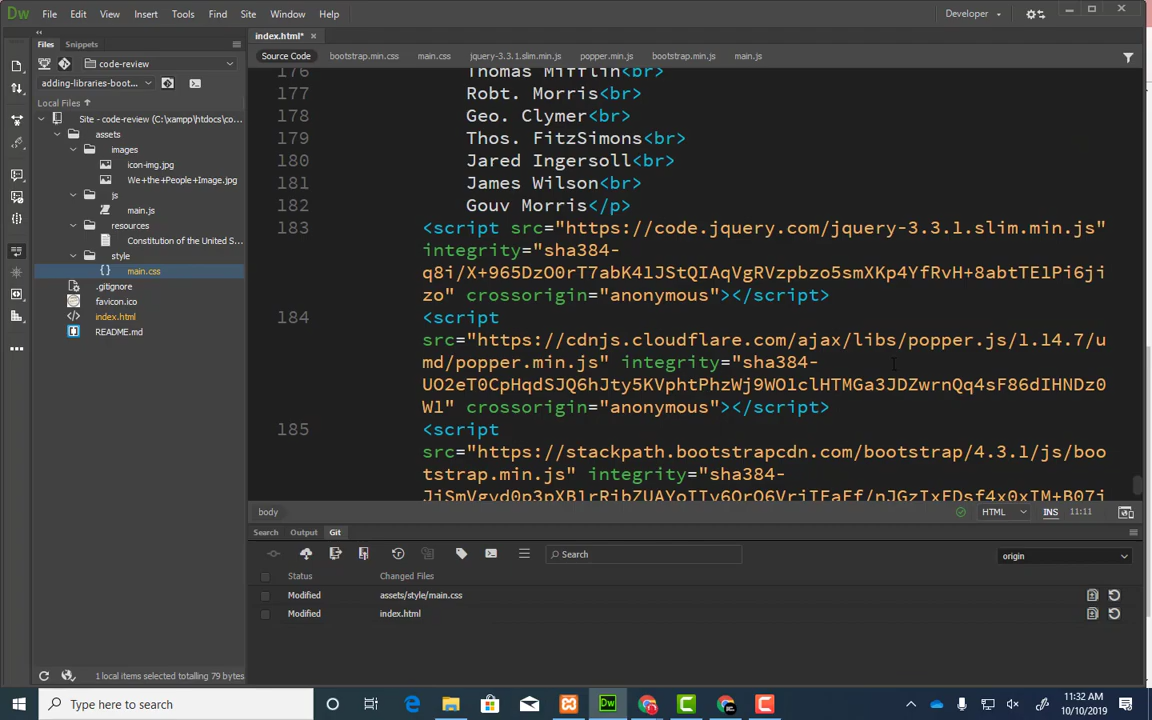 Dw File Edit View Insert Tools Find Site Window Help Developer
Files Snippets
index.html*
code-review
Source Code bootstrap.min.css main.css jquery-3.3.1.slim.min.js popper.min.js bootstrap.min.js main.js
adding-libraries-boot...
Local Files
Site - code-review (C:\xampp\htdocs\co...
assets
images
icon-img.jpg
We+the+People+Image.jpg
js
main.js
resources
Constitution of the United S...
style
main.css
.gitignore
favicon.ico
index.html
README.md
176 Thomas Mifflin<br>
177 Robt. Morris<br>
178 Geo. Clymer<br>
179 Thos. FitzSimons<br>
180 Jared Ingersoll<br>
181 James Wilson<br>
182 Gouv Morris</p>
183 <script src="https://code.jquery.com/jquery-3.3.1.slim.min.js"
integrity="sha384-
q8i/X+965DzO0rT7abK41JStQIAqVgRVzpbzo5smXKp4YfRvH+8abtTE1Pi6ji
zo" crossorigin="anonymous"></script>
184 <script
src="https://cdnjs.cloudflare.com/ajax/libs/popper.js/1.14.7/u
md/popper.min.js" integrity="sha384-
UO2eT0CpHqdSJQ6hJty5KVphtPhzWj9WO1clHTMGa3JDZwrnQq4sF86dIHNDz0
W1" crossorigin="anonymous"></script>
185 <script
src="https://stackpath.bootstrapcdn.com/bootstrap/4.3.1/js/boo
tstrap.min.js" integrity="sha384-
JjSmVgyd0p3pXB1rRibZUAYoIIy6OrQ6VrjIEaFf/nJGzIxFDsf4x0xIM+B07j
body HTML INS 11:11
Search Output Git
Search
origin
Status Changed Files
Modified assets/style/main.css
Modified index.html
1 local items selected totalling 79 bytes
Type here to search
Dw
11:32 AM
10/10/2019